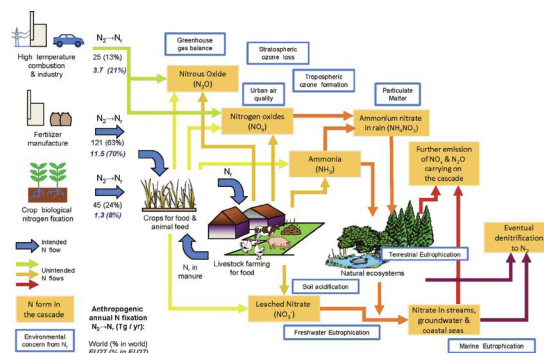 Greenhouse
gas balance
Stratospheric
ozone loss
Tropospheric
ozone formation
Particulate
Matter
Urban air
quality
N₂→Nᵣ
High temperature
combustion
& industry
25 (13%)
3.7 (21%)
Nitrous Oxide
(N₂O)
Nitrogen oxides
(NOₓ)
Ammonium nitrate
in rain (NH₄NO₃)
Fertilizer
manufacture
N₂→Nᵣ
121 (63%)
11.5 (70%)
Ammonia
(NH₃)
Further emission
of NOₓ & N₂O
carrying on
the cascade
Nᵣ
Crop biological
nitrogen fixation
N₂→Nᵣ
45 (24%)
1.3 (8%)
Crops for food &
animal feed
Nᵣ in
manure
Livestock farming
for food
Natural ecosystems
Terrestrial Eutrophication
Eventual
denitrification
to N₂
Intended
N flow
Unintended
N flows
Soil acidification
N form in
the cascade
Environmental
concern from Nᵣ
Anthropogenic
annual N fixation
N₂→Nᵣ (Tg / yr):
World (% in world)
EU27 (% in EU27)
Leached Nitrate
(NO₃⁻)
Nitrate in streams,
groundwater &
coastal seas
Freshwater Eutrophication
Marine Eutrophication